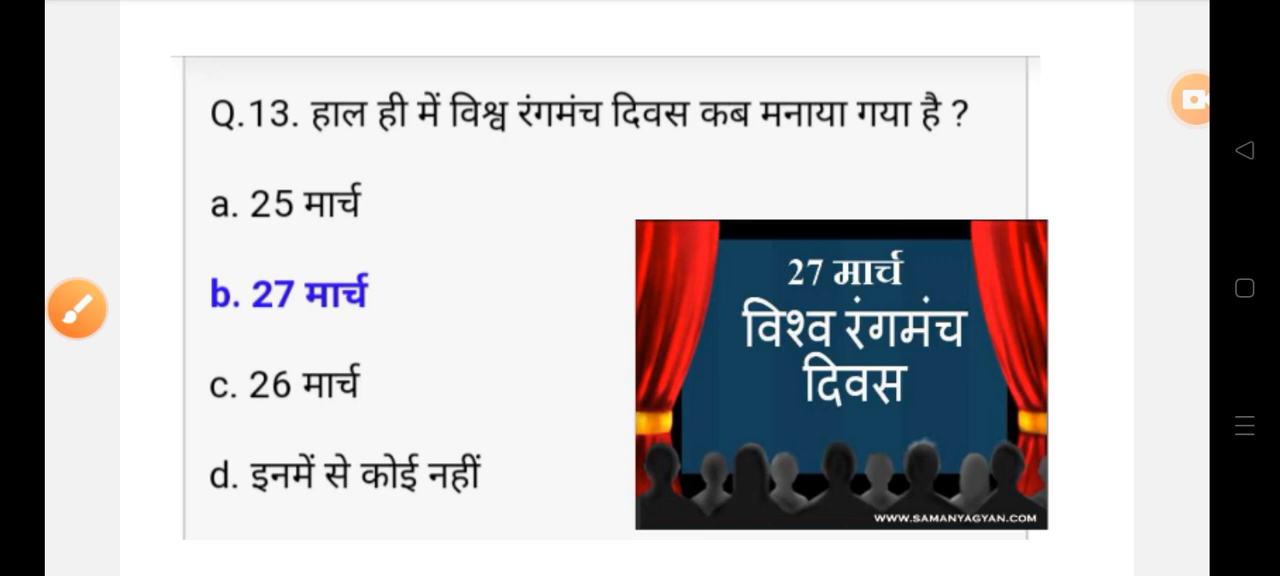 Q.13. हाल ही में विश्व रंगमंच दिवस कब मनाया गया है ?
a. 25 मार्च
b. 27 मार्च
c. 26 मार्च
d. इनमें से कोई नहीं
27 मार्च
विश्व रंगमंच
दिवस
WWW.SAMANYAGYAN.COM